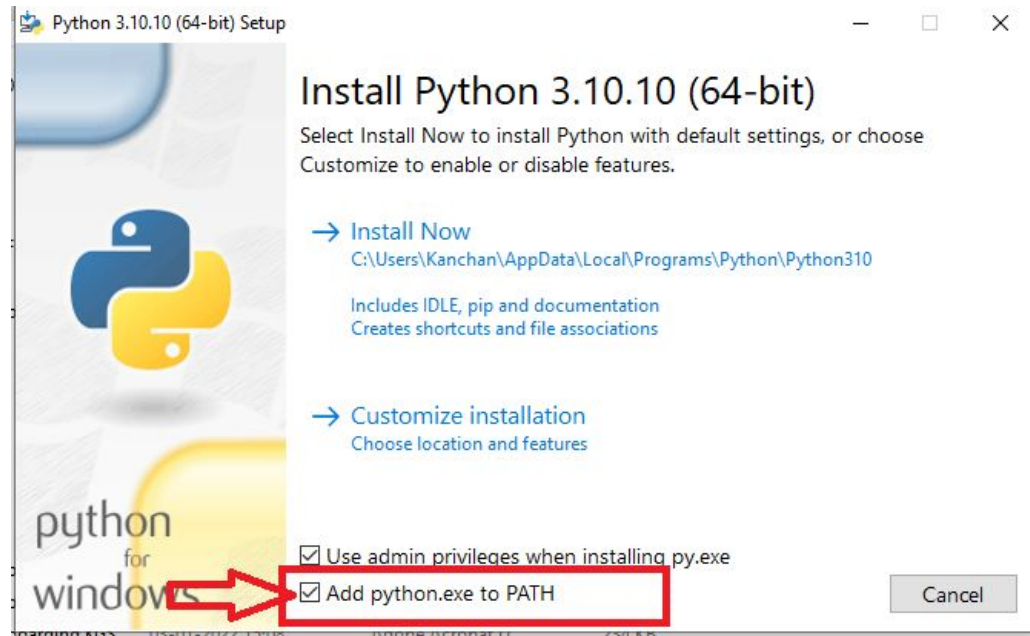 Python 3.10.10 (64-bit) Setup
Install Python 3.10.10 (64-bit)
Select Install Now to install Python with default settings, or choose
Customize to enable or disable features.
Install Now
C:\Users\Kanchan\AppData\Local\Programs\Python\Python310
Includes IDLE, pip and documentation
Creates shortcuts and file associations
Customize installation
Choose location and features
python
for
windows
Use admin privileges when installing py.exe
Add python.exe to PATH
Cancel